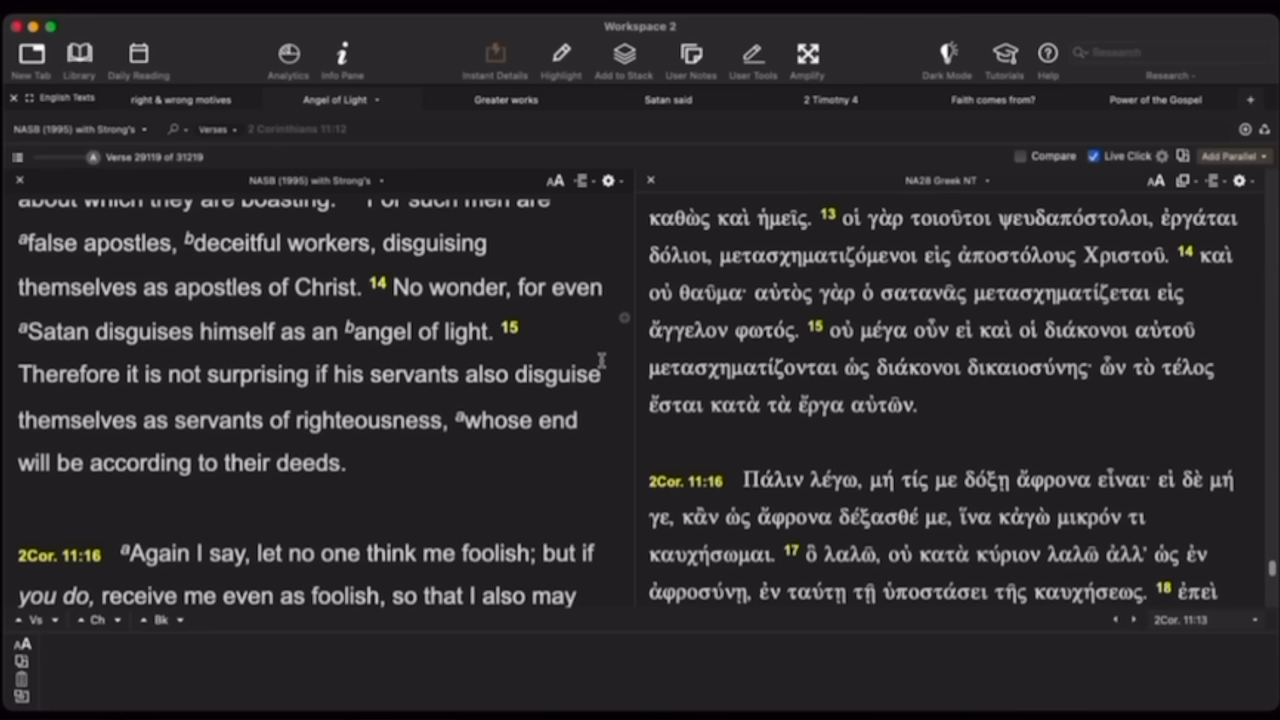 Workspace 2
New Tab Library Daily Reading Analytics Info Pane Instant Details Highlight Add to Stack User Notes User Tools Amplify Dark Mode Tutorials Help Research
Research
English Texts right & wrong motives Angel of Light Greater works Satan said 2 Timotny 4 Faith comes from? Power of the Gospel
NASB (1995) with Strong's Verses 2 Corinthians 11:12
Verse 29119 of 31219 Compare Live Click Add Parallel
NASB (1995) with Strong's
about which they are boasting. For such men are
ᵃfalse apostles, ᵇdeceitful workers, disguising
themselves as apostles of Christ. 14 No wonder, for even
ᵃSatan disguises himself as an ᵇangel of light. 15
Therefore it is not surprising if his servants also disguise
themselves as servants of righteousness, ᵃwhose end
will be according to their deeds.
2Cor. 11:16 ᵃAgain I say, let no one think me foolish; but if
you do, receive me even as foolish, so that I also may
NA28 Greek NT
καθὼς καὶ ἡμεῖς. 13 οἱ γὰρ τοιοῦτοι ψευδαπόστολοι, ἐργάται
δόλιοι, μετασχηματιζόμενοι εἰς ἀποστόλους Χριστοῦ. 14 καὶ
οὐ θαῦμα· αὐτὸς γὰρ ὁ σατανᾶς μετασχηματίζεται εἰς
ἄγγελον φωτός. 15 οὐ μέγα οὖν εἰ καὶ οἱ διάκονοι αὐτοῦ
μετασχηματίζονται ὡς διάκονοι δικαιοσύνης· ὧν τὸ τέλος
ἔσται κατὰ τὰ ἔργα αὐτῶν.
2Cor. 11:16 Πάλιν λέγω, μή τίς με δόξῃ ἄφρονα εἶναι· εἰ δὲ μή
γε, κἂν ὡς ἄφρονα δέξασθέ με, ἵνα κἀγὼ μικρόν τι
καυχήσωμαι. 17 ὃ λαλῶ, οὐ κατὰ κύριον λαλῶ ἀλλ' ὡς ἐν
ἀφροσύνῃ, ἐν ταύτῃ τῇ ὑποστάσει τῆς καυχήσεως. 18 ἐπεὶ
Vs Ch Bk 2Cor. 11:13